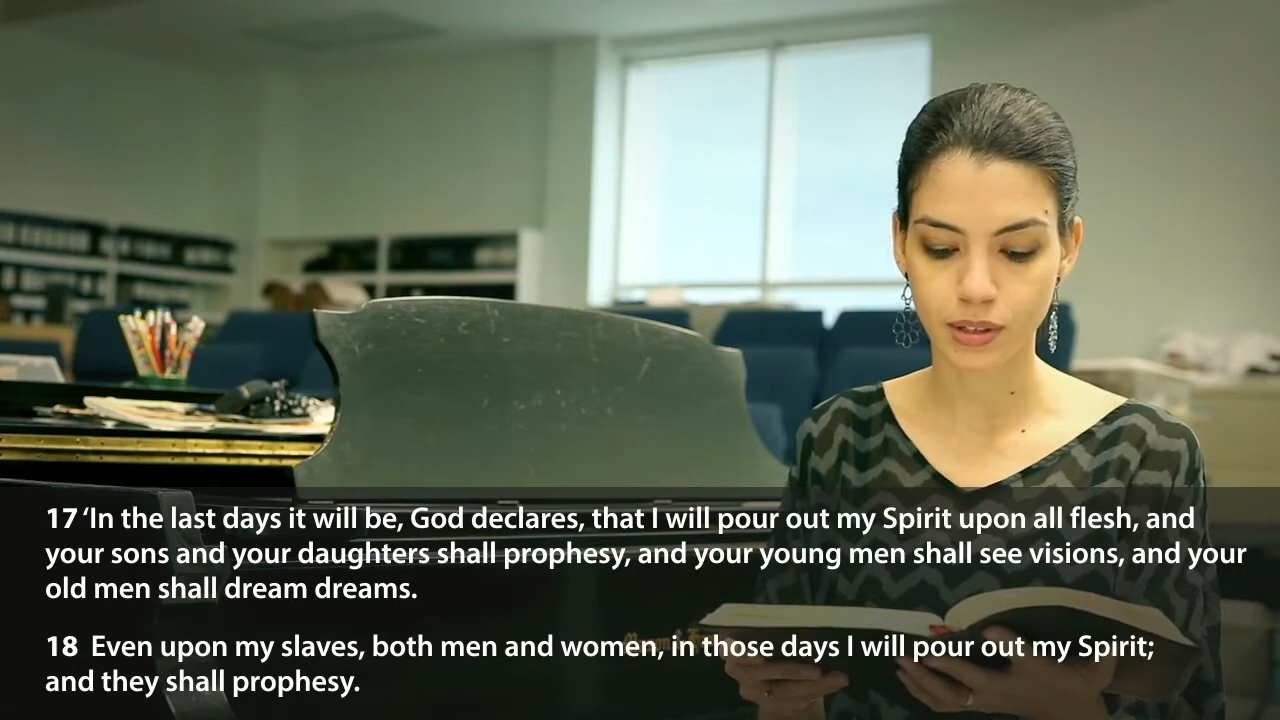 17 ‘In the last days it will be, God declares, that I will pour out my Spirit upon all flesh, and
your sons and your daughters shall prophesy, and your young men shall see visions, and your
old men shall dream dreams.
18 Even upon my slaves, both men and women, in those days I will pour out my Spirit;
and they shall prophesy.